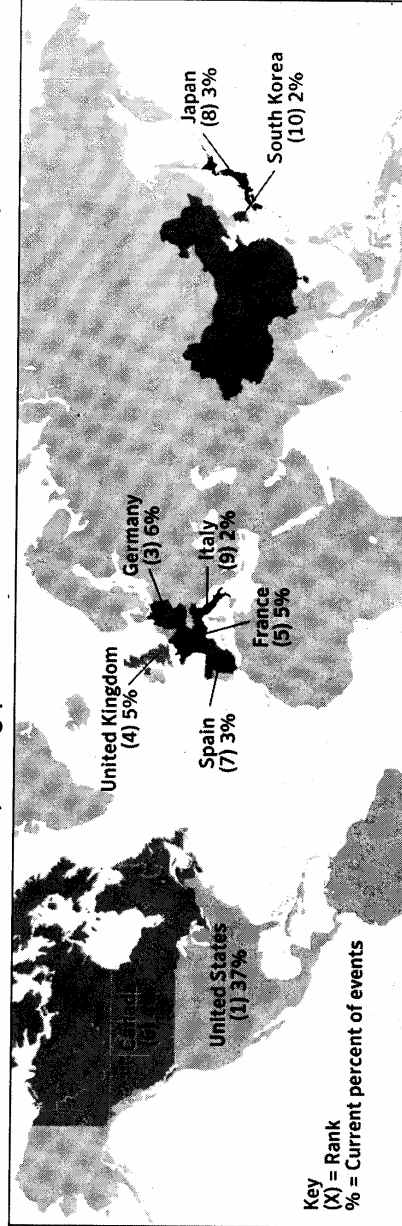 Japan
(8) 3%
South Korea
(10) 2%
Germany
(3) 6%
Italy
(9) 2%
United Kingdom
(4) 5%
France
(5) 5%
Spain
(7) 3%
Canada
United States
(1) 37%
Key
(X) = Rank
% = Current percent of events